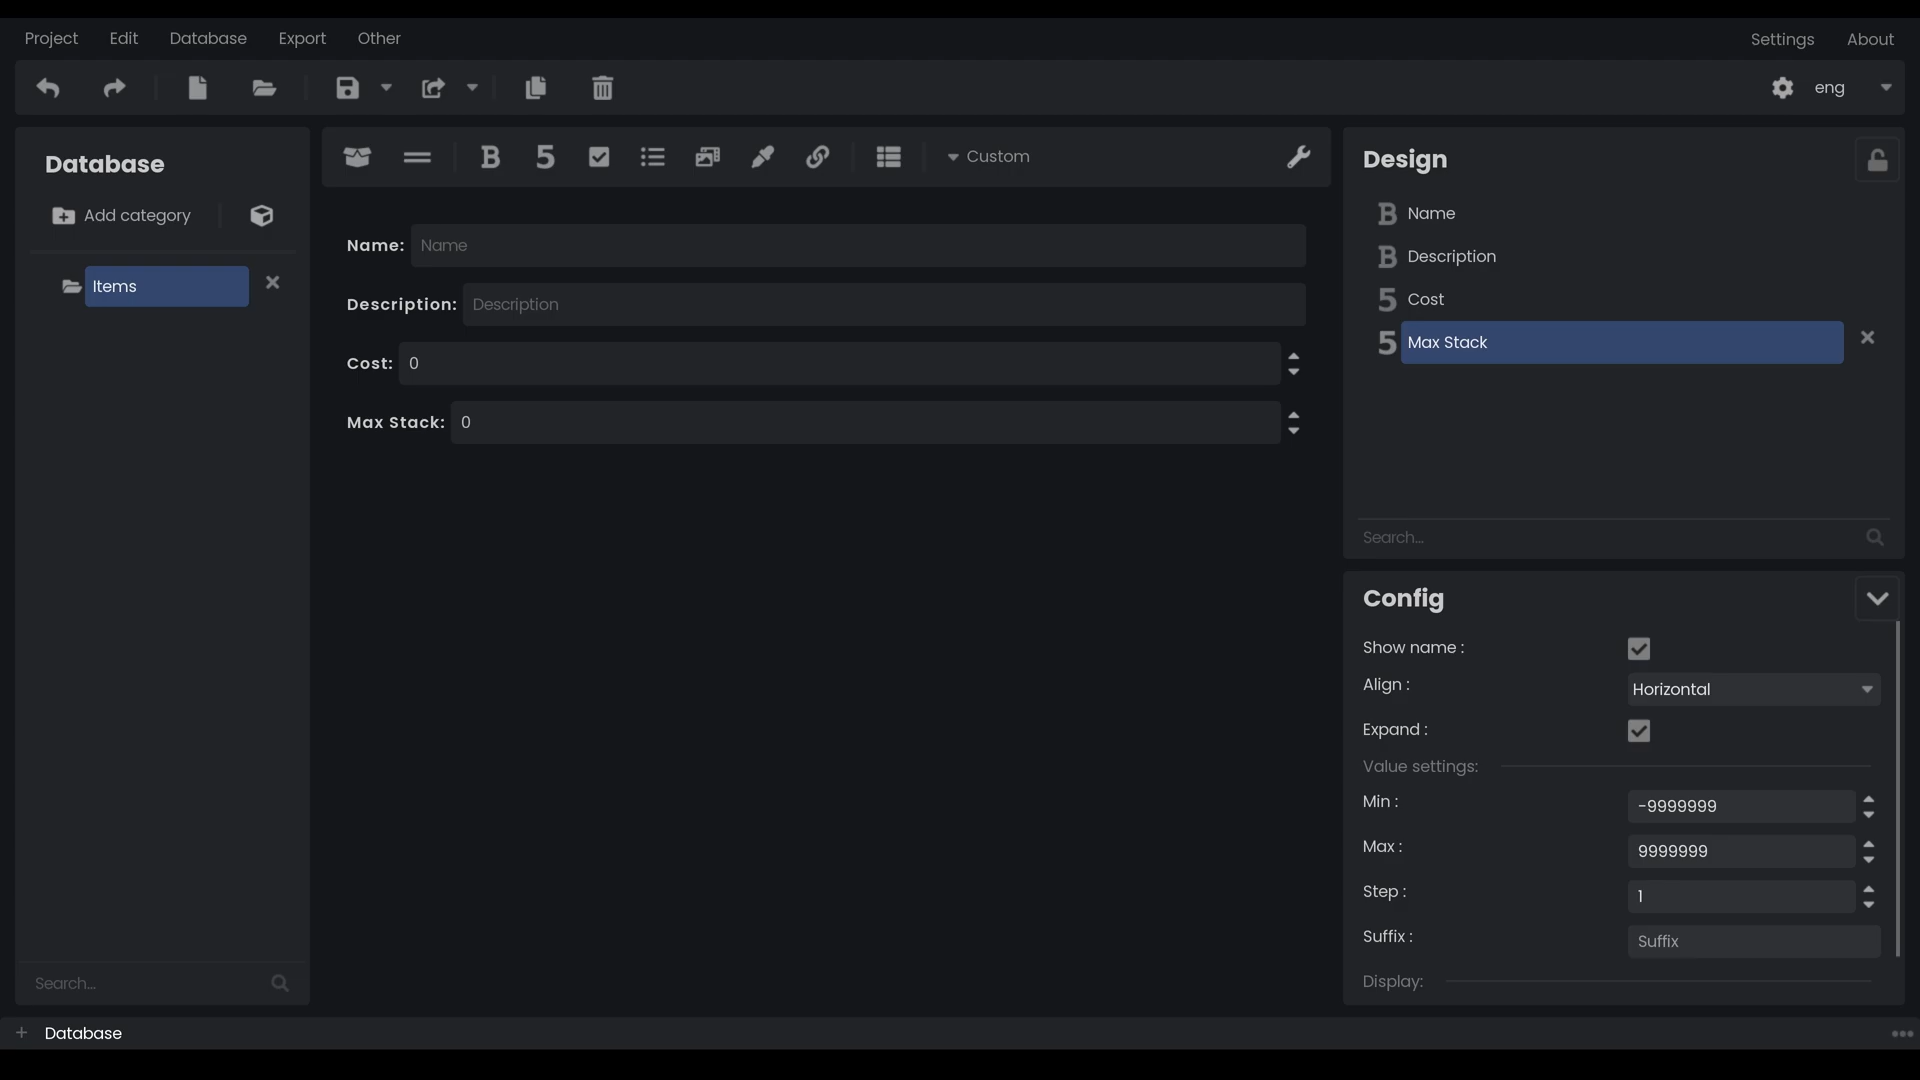 Project Edit Database Export Other Settings About
eng
Database
Add category
Items
Search...
Custom
Name: Name
Description: Description
Cost: 0
Max Stack: 0
Design
Name
Description
Cost
Max Stack
Search...
Config
Show name :
Align : Horizontal
Expand :
Value settings:
Min : -9999999
Max : 9999999
Step : 1
Suffix : Suffix
Display:
+ Database